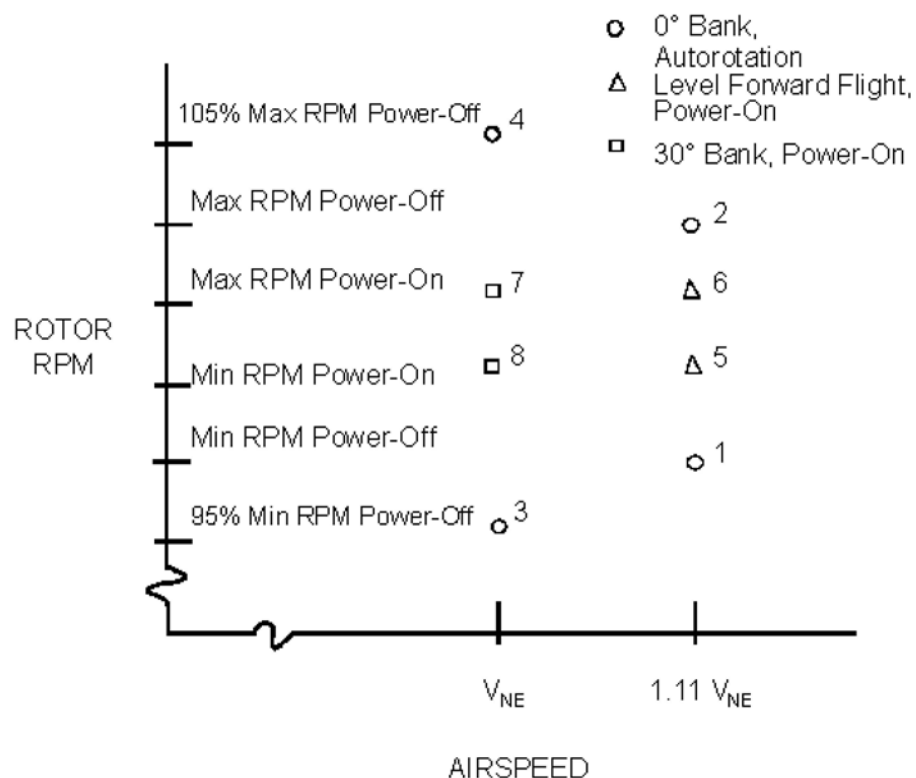 0° Bank,
Autorotation
Level Forward Flight,
Power-On
30° Bank, Power-On
105% Max RPM Power-Off
4
Max RPM Power-Off
2
Max RPM Power-On
7
6
ROTOR
RPM
Min RPM Power-On
8
5
Min RPM Power-Off
1
95% Min RPM Power-Off
3
VNE
1.11 VNE
AIRSPEED